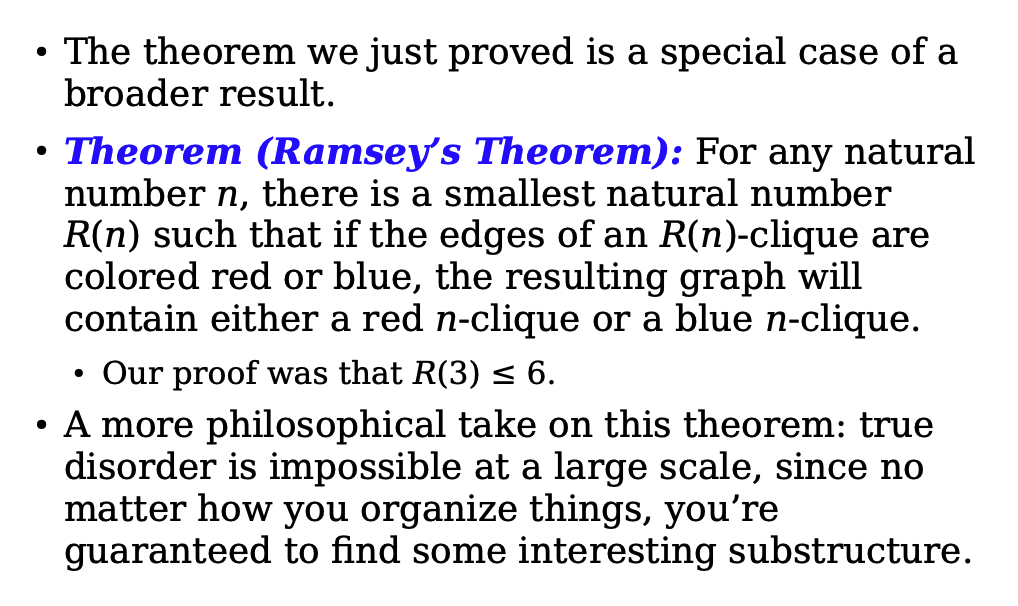 • The theorem we just proved is a special case of a
broader result.
• Theorem (Ramsey’s Theorem): For any natural
number n, there is a smallest natural number
R(n) such that if the edges of an R(n)-clique are
colored red or blue, the resulting graph will
contain either a red n-clique or a blue n-clique.
• Our proof was that R(3) ≤ 6.
• A more philosophical take on this theorem: true
disorder is impossible at a large scale, since no
matter how you organize things, you’re
guaranteed to find some interesting substructure.